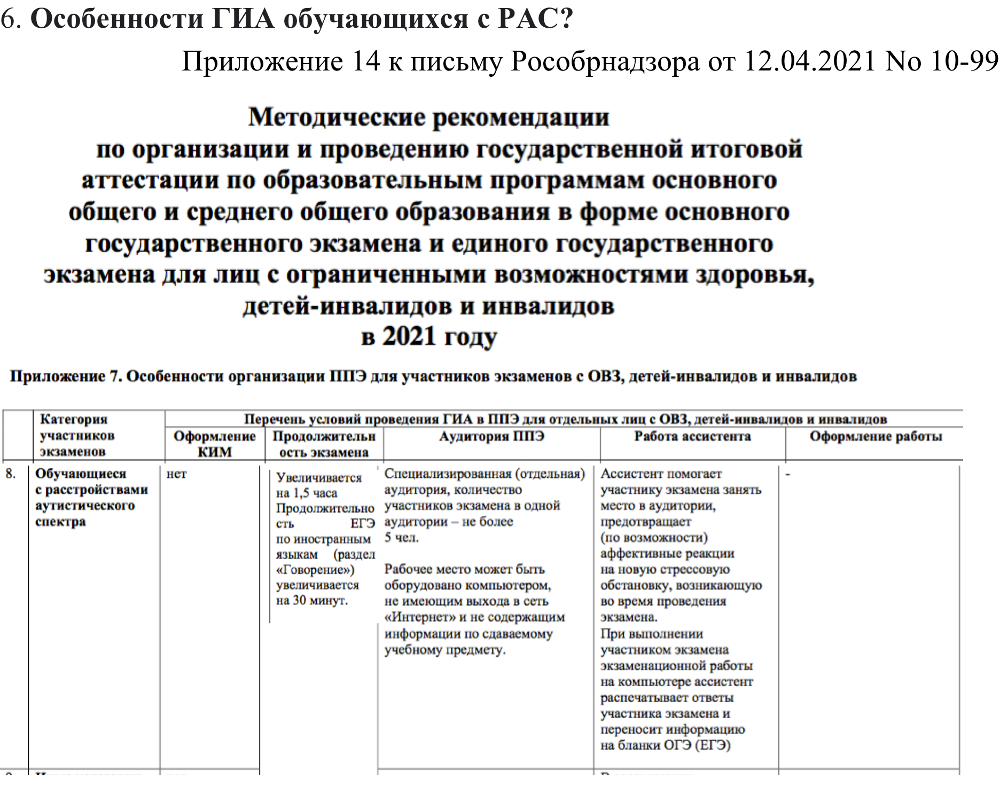 6. Особенности ГИА обучающихся с РАС?
Приложение 14 к письму Рособрнадзора от 12.04.2021 No 10-99
Методические рекомендации
по организации и проведению государственной итоговой
аттестации по образовательным программам основного
общего и среднего общего образования в форме основного
государственного экзамена и единого государственного
экзамена для лиц с ограниченными возможностями здоровья,
детей-инвалидов и инвалидов
в 2021 году
Приложение 7. Особенности организации ППЭ для участников экзаменов с ОВЗ, детей-инвалидов и инвалидов
Категория
участников
экзаменов
Перечень условий проведения ГИА в ППЭ для отдельных лиц с ОВЗ, детей-инвалидов и инвалидов
Оформление
КИМ
Продолжительн
ость экзамена
Аудитория ППЭ
Работа ассистента
Оформление работы
8.
Обучающиеся
с расстройствами
аутистического
спектра
нет
Увеличивается
на 1,5 часа
Продолжительно
сть ЕГЭ
по иностранным
языкам (раздел
«Говорение»)
увеличивается
на 30 минут.
Специализированная (отдельная)
аудитория, количество
участников экзамена в одной
аудитории – не более
5 чел.
Рабочее место может быть
оборудовано компьютером,
не имеющим выхода в сеть
«Интернет» и не содержащим
информации по сдаваемому
учебному предмету.
Ассистент помогает
участнику экзамена занять
место в аудитории,
предотвращает
(по возможности)
аффективные реакции
на новую стрессовую
обстановку, возникающую
во время проведения
экзамена.
При выполнении
участником экзамена
экзаменационной работы
на компьютере ассистент
распечатывает ответы
участника экзамена и
переносит информацию
на бланки ОГЭ (ЕГЭ)
-